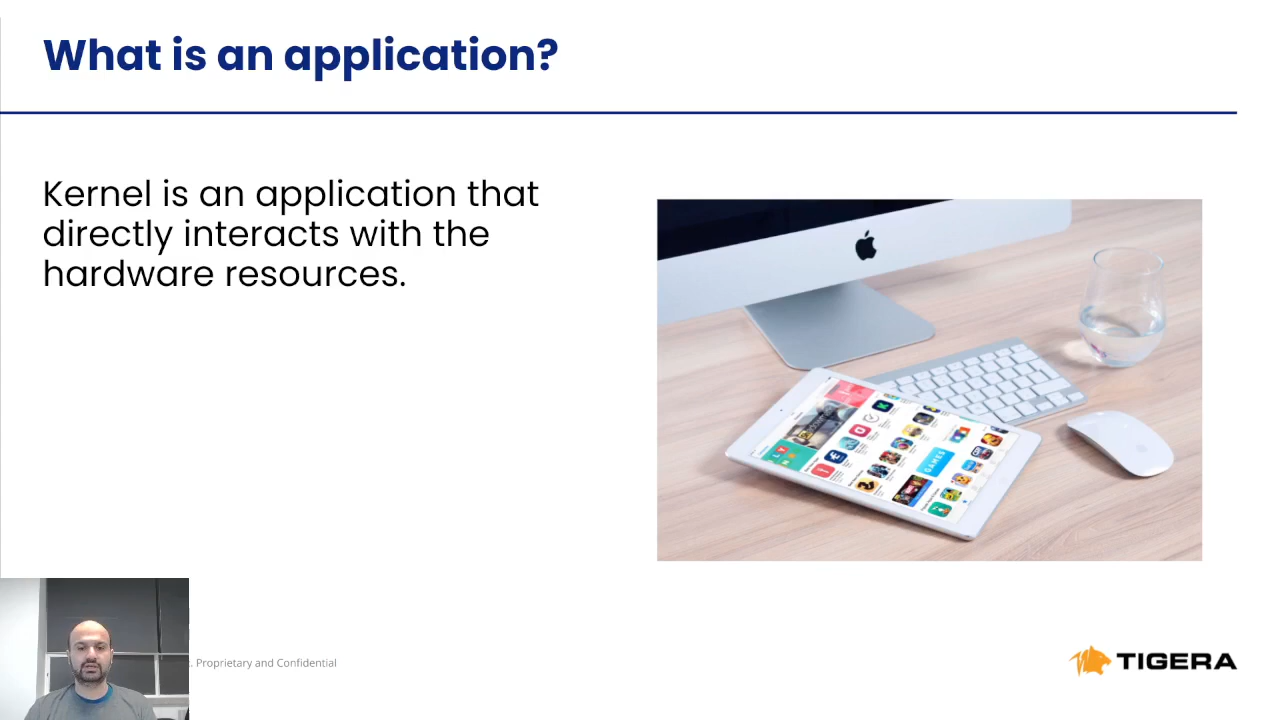 What is an application?
Kernel is an application that
directly interacts with the
hardware resources.
GAMES
. Proprietary and Confidential
TIGERA